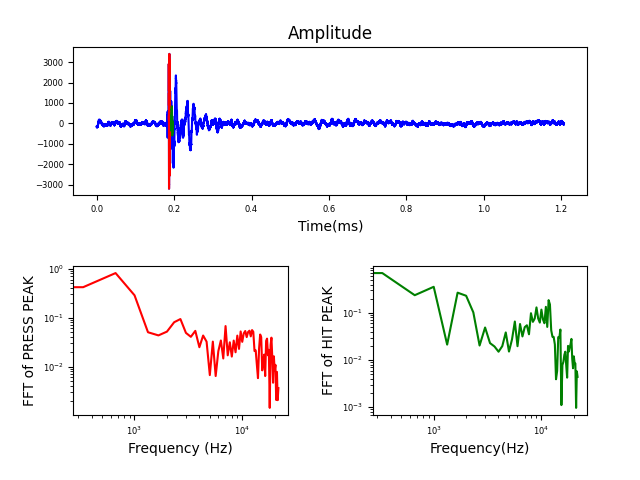 Amplitude
3000
2000
1000
0
−1000
−2000
−3000
0.0 0.2 0.4 0.6 0.8 1.0 1.2
Time(ms)
FFT of PRESS PEAK
10⁰
10⁻¹
10⁻²
10³ 10⁴
Frequency (Hz)
FFT of HIT PEAK
10⁻¹
10⁻²
10⁻³
10³ 10⁴
Frequency(Hz)